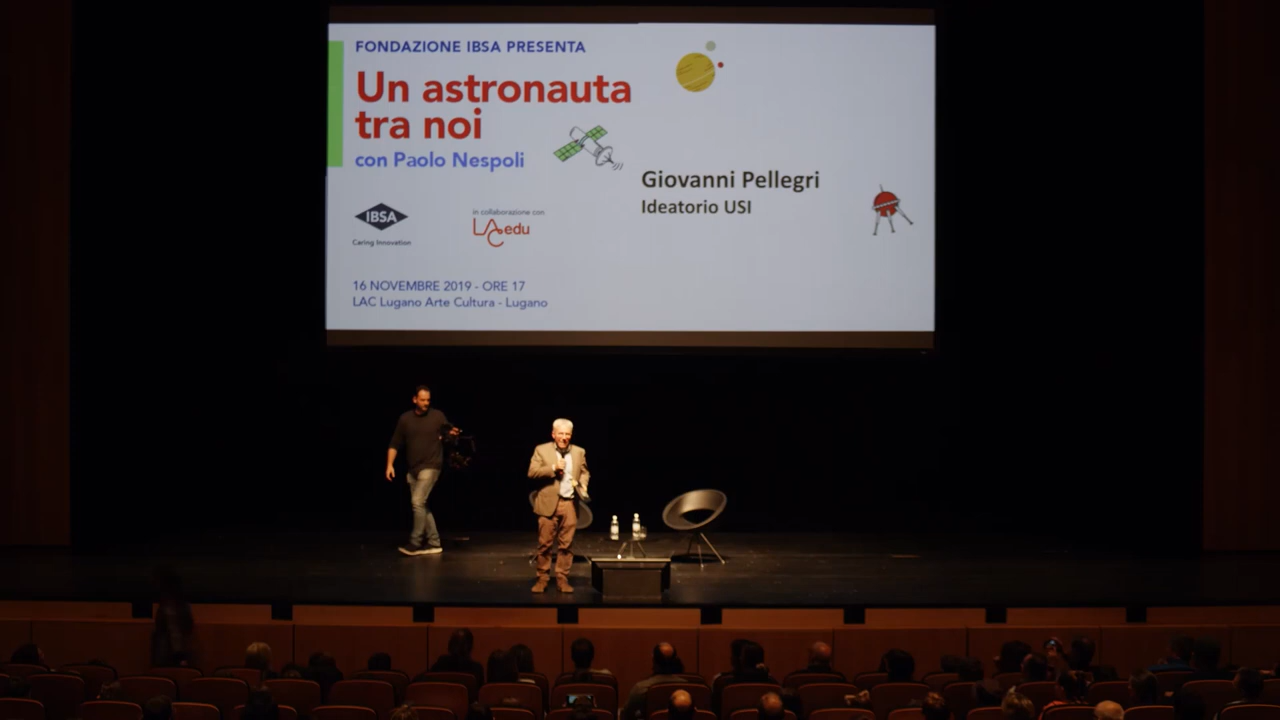 FONDAZIONE IBSA PRESENTA
Un astronauta
tra noi
con Paolo Nespoli
Giovanni Pellegri
Ideatorio USI
IBSA
Caring Innovation
in collaborazione con
LAC edu
16 NOVEMBRE 2019 - ORE 17
LAC Lugano Arte Cultura - Lugano